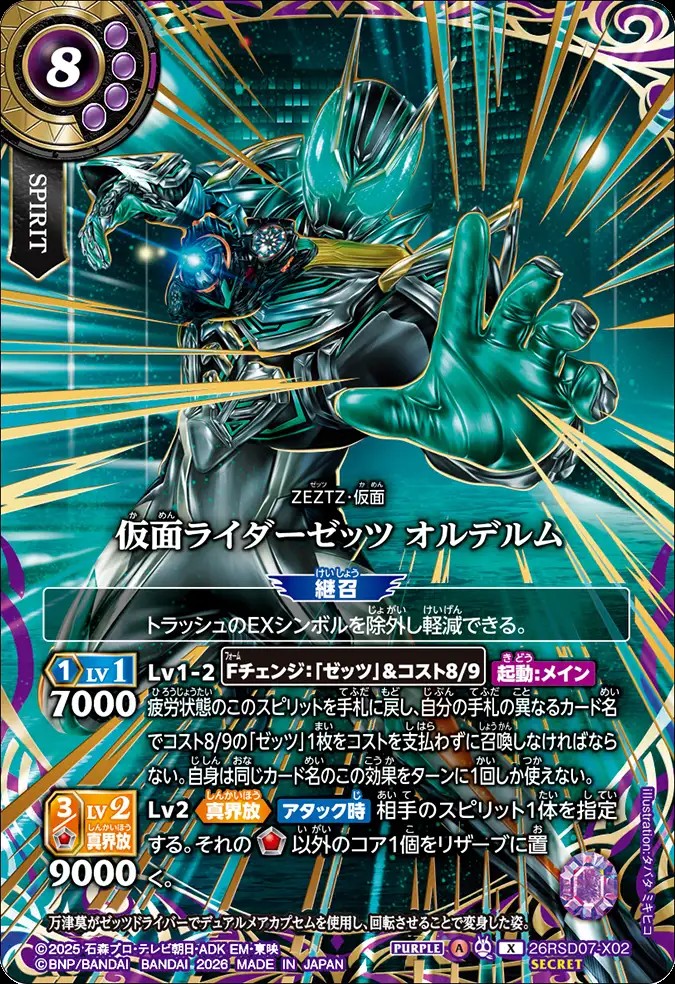 8
SPIRIT
ZEZTZ・仮面
仮面ライダーゼッツ オルデルム
継召
トラッシュのEXシンボルを除外し軽減できる。
1 LV1
7000
Lv1-2 Fチェンジ:「ゼッツ」&コスト8/9 起動:メイン
疲労状態のこのスピリットを手札に戻し、自分の手札の異なるカード名
でコスト8/9の「ゼッツ」1枚をコストを支払わずに召喚しなければなら
ない。自身は同じカード名のこの効果をターンに1回しか使えない。
3 LV2
真界放
9000
Lv2 真界放 アタック時 相手のスピリット1体を指定
する。それの 以外のコア1個をリザーブに置
く。
万津莫がゼッツドライバーでデュアルメアカプセムを使用し、回転させることで変身した姿。
illustration:タバタ ミキヒコ
©2025 石森プロ・テレビ朝日・ADK EM・東映
©BNP/BANDAI BANDAI 2026 MADE IN JAPAN
PURPLE A X 26RSD07-X02
SECRET